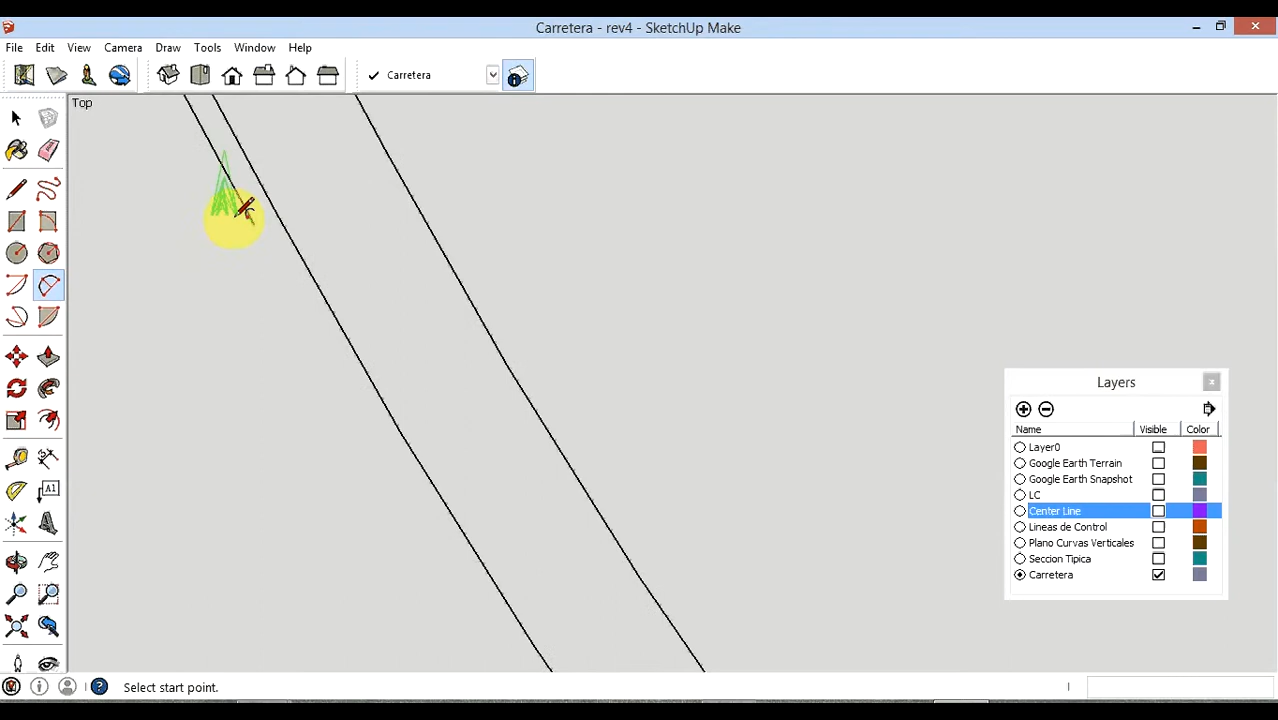 Carretera - rev4 - SketchUp Make
File Edit View Camera Draw Tools Window Help
Carretera
Top
A1
Layers
Name Visible Color
Layer0
Google Earth Terrain
Google Earth Snapshot
LC
Center Line
Lineas de Control
Plano Curvas Verticales
Seccion Tipica
Carretera
Select start point.